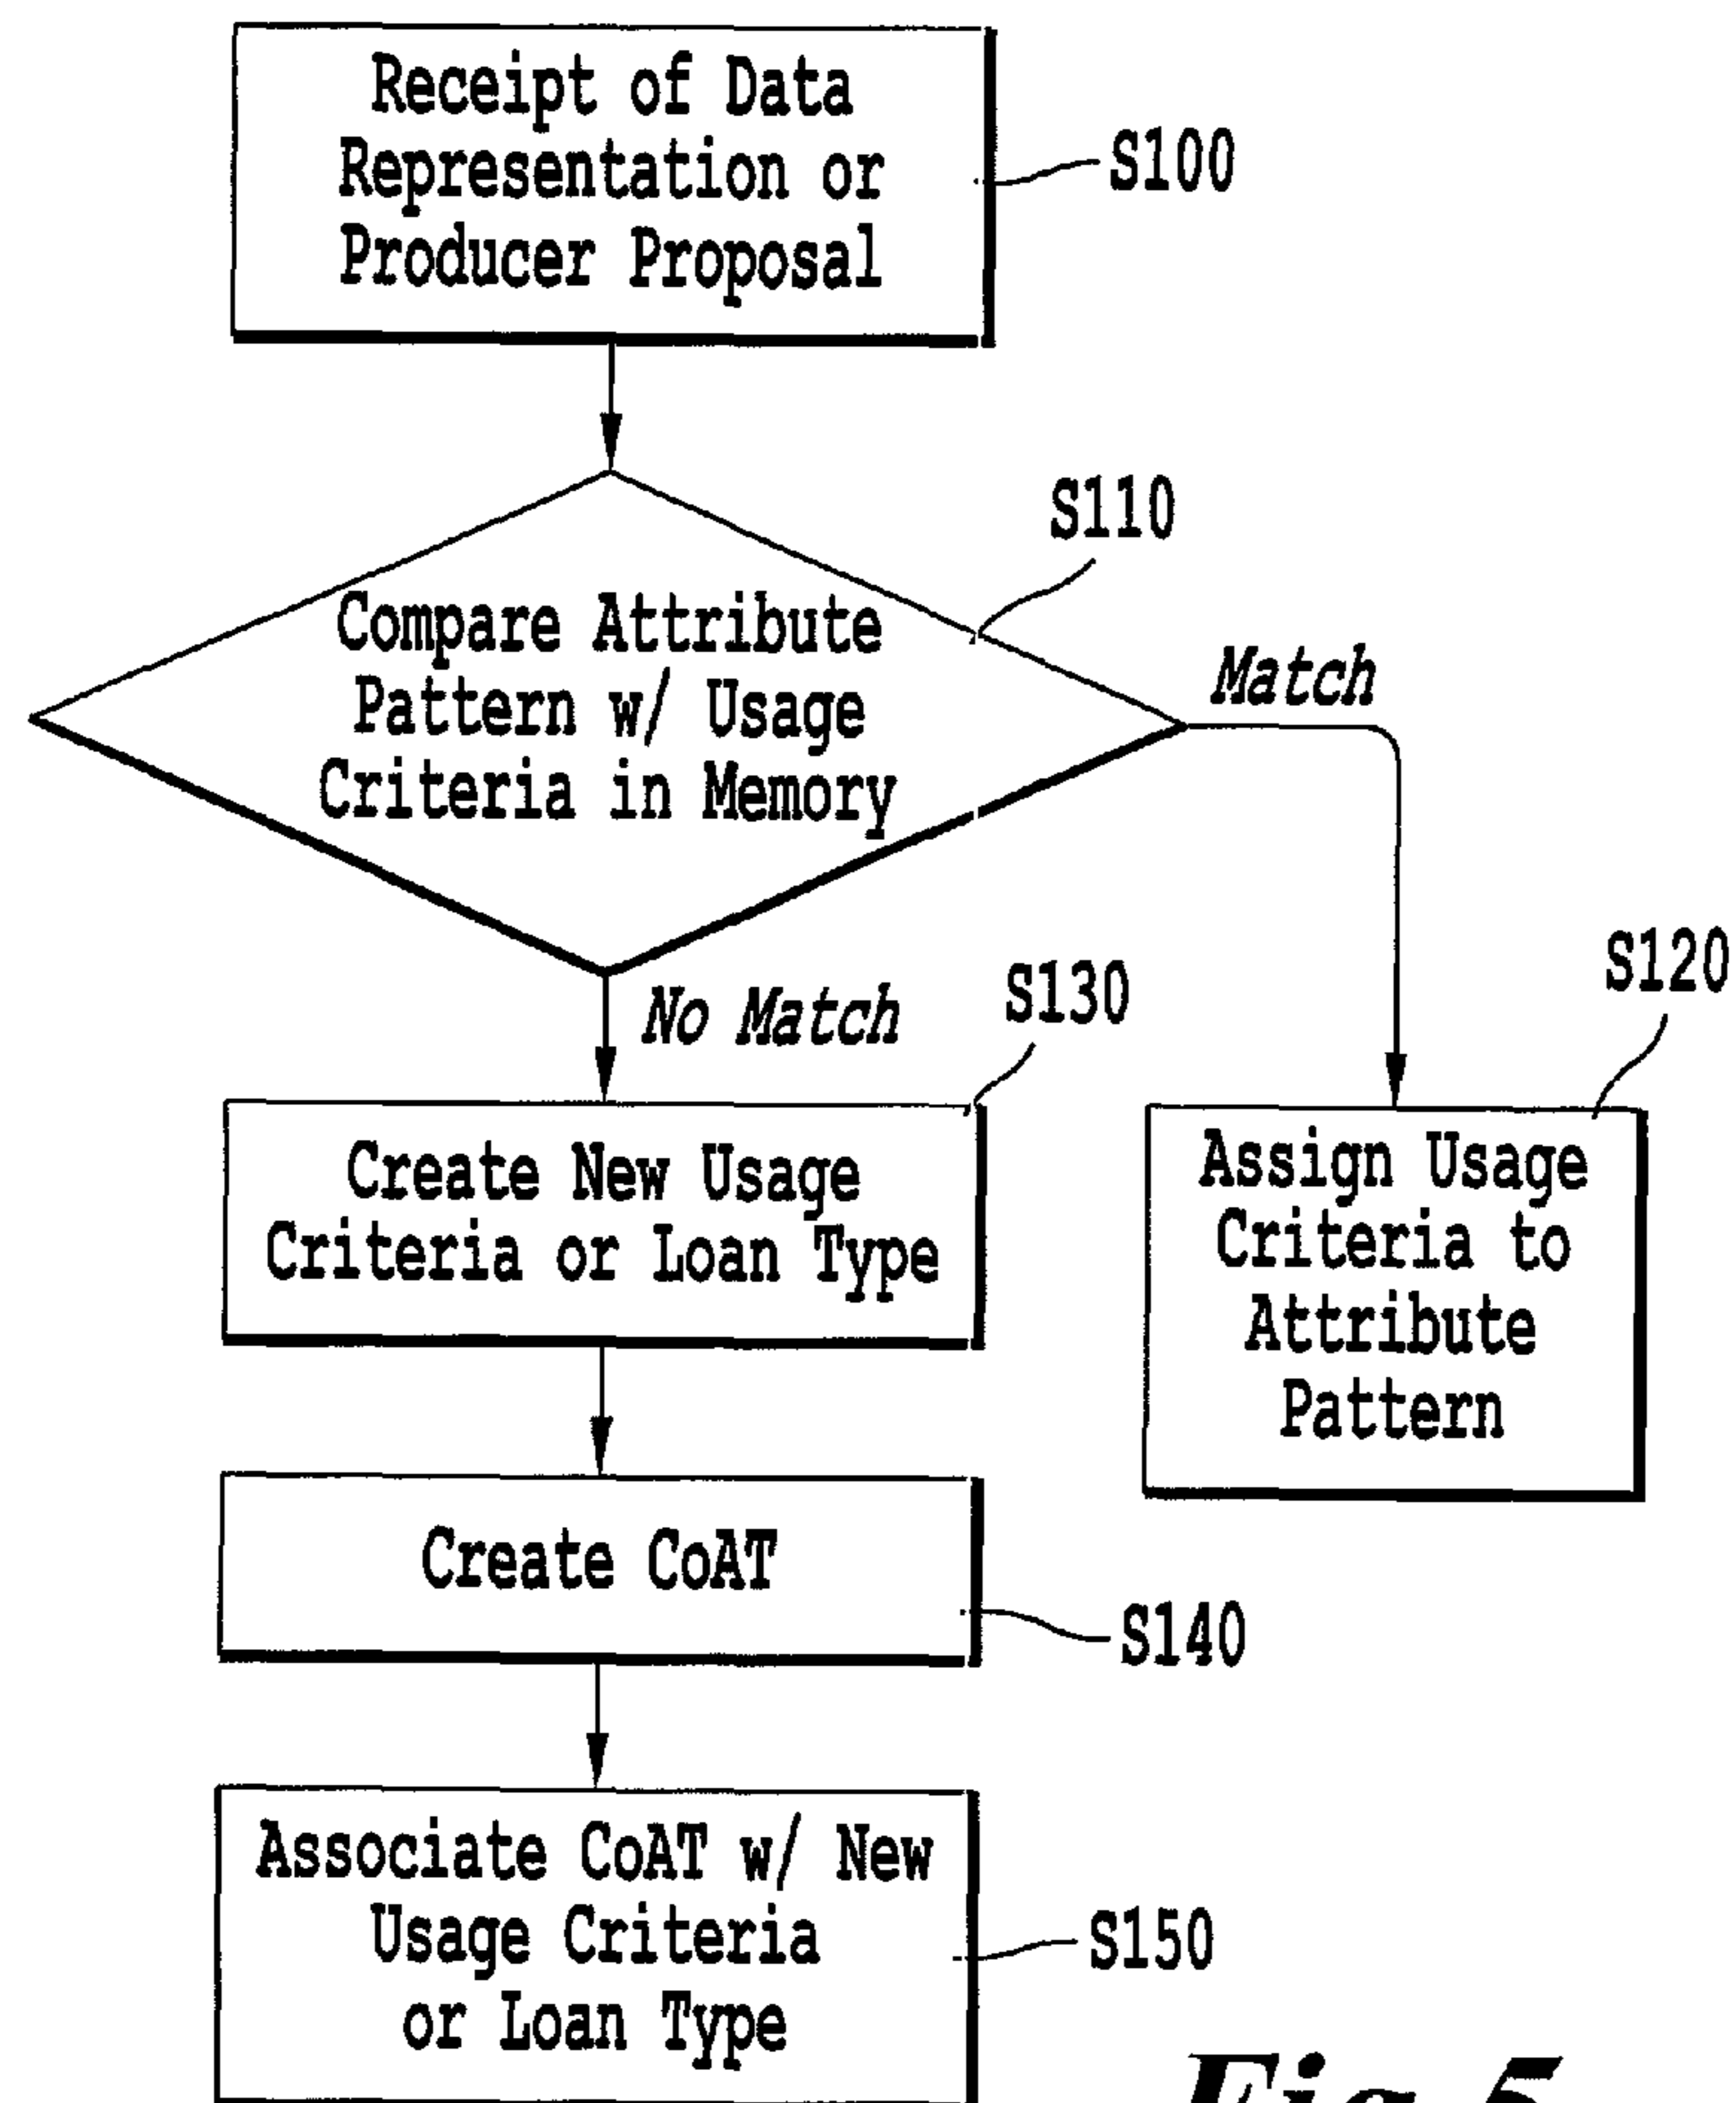 Receipt of Data
Representation or
Producer Proposal
S100
S110
Compare Attribute
Pattern w/ Usage
Criteria in Memory
Match
No Match
S130
S120
Create New Usage
Criteria or Loan Type
Assign Usage
Criteria to
Attribute
Pattern
Create CoAT
S140
Associate CoAT w/ New
Usage Criteria
or Loan Type
S150
Fig 5